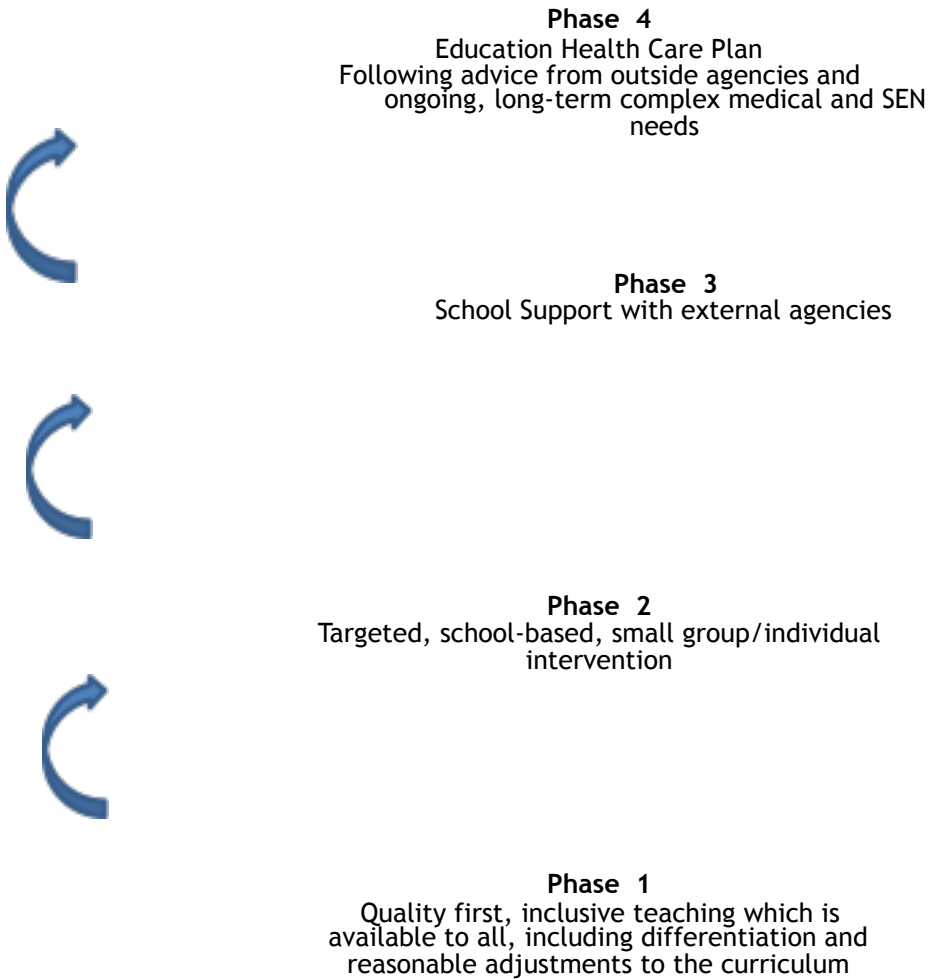 Phase 4
Education Health Care Plan
Following advice from outside agencies and
ongoing, long-term complex medical and SEN
needs
Phase 3
School Support with external agencies
Phase 2
Targeted, school-based, small group/individual
intervention
Phase 1
Quality first, inclusive teaching which is
available to all, including differentiation and
reasonable adjustments to the curriculum